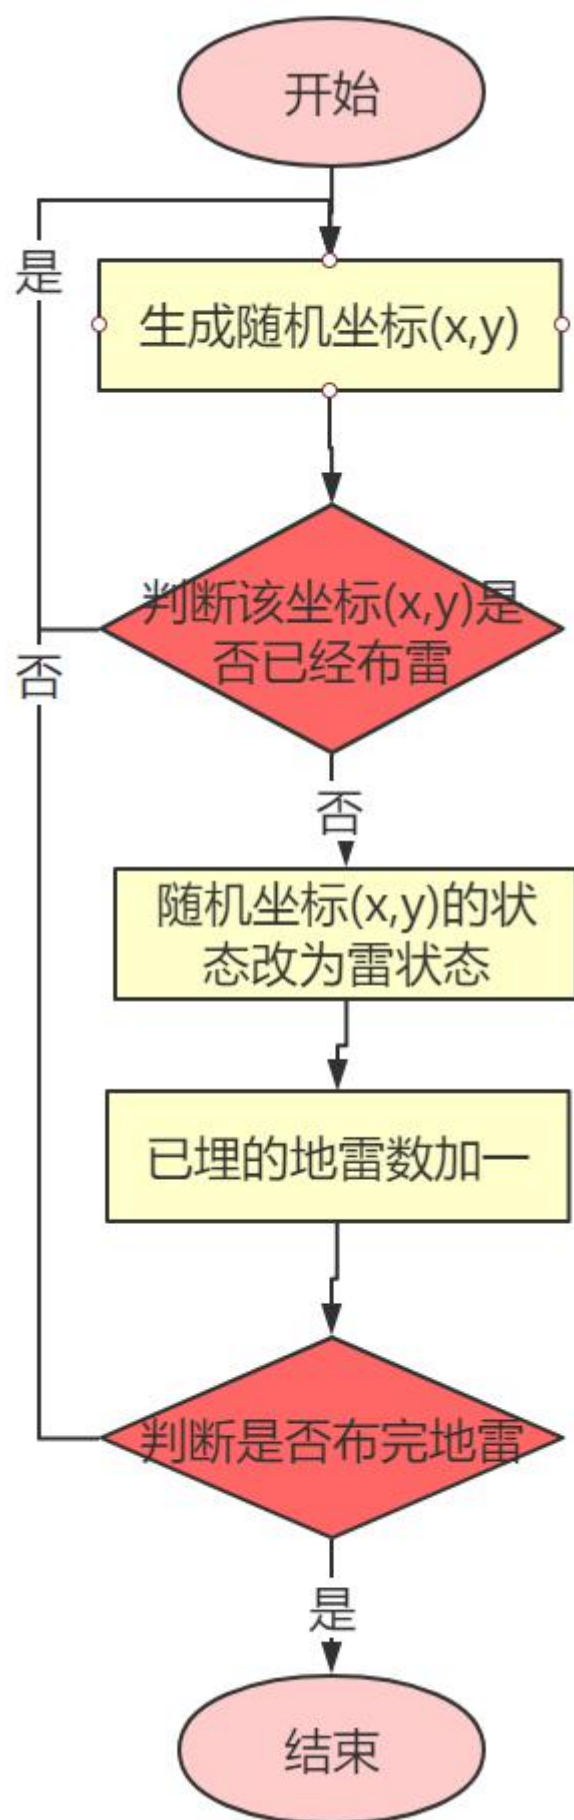 开始
是
生成随机坐标(x,y)
判断该坐标(x,y)是
否已经布雷
否
否
随机坐标(x,y)的状
态改为雷状态
已埋的地雷数加一
判断是否布完地雷
是
结束